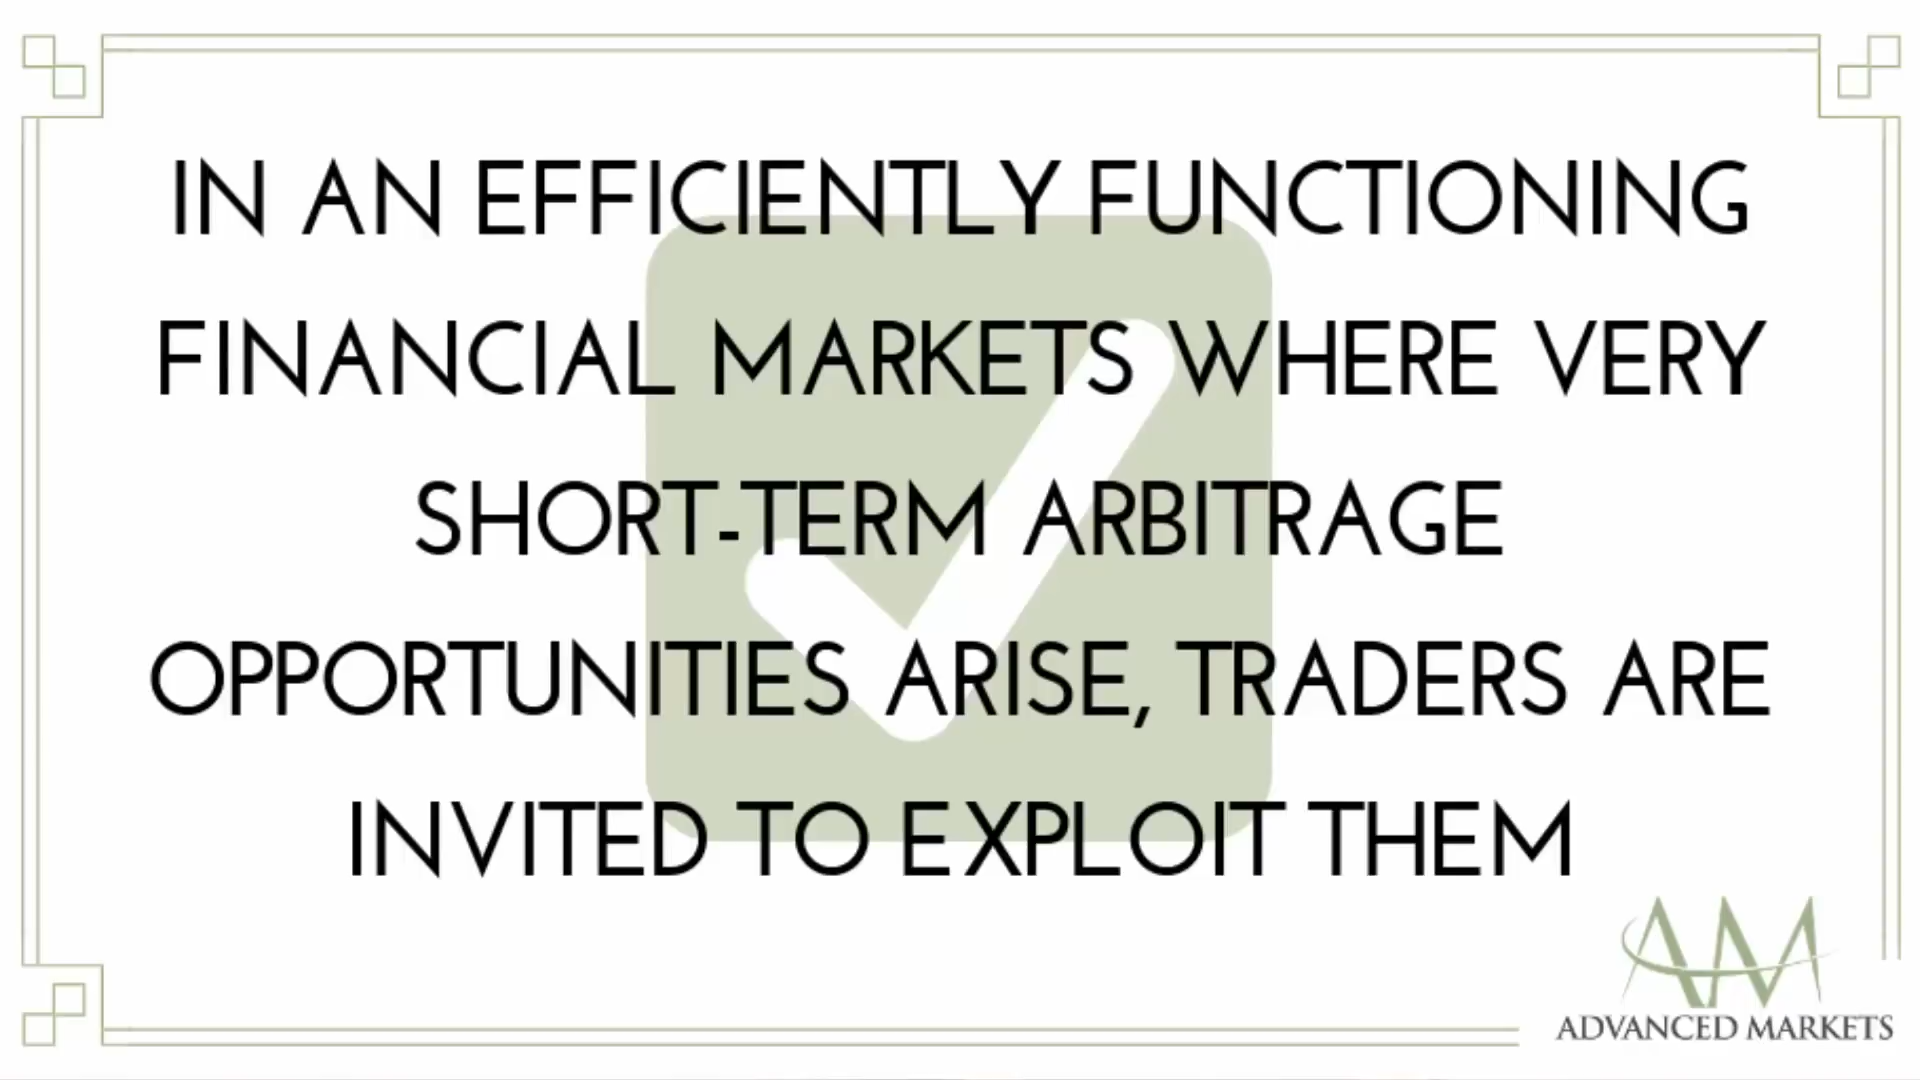 IN AN EFFICIENTLY FUNCTIONING
FINANCIAL MARKETS WHERE VERY
SHORT-TERM ARBITRAGE
OPPORTUNITIES ARISE, TRADERS ARE
INVITED TO EXPLOIT THEM
AM
ADVANCED MARKETS